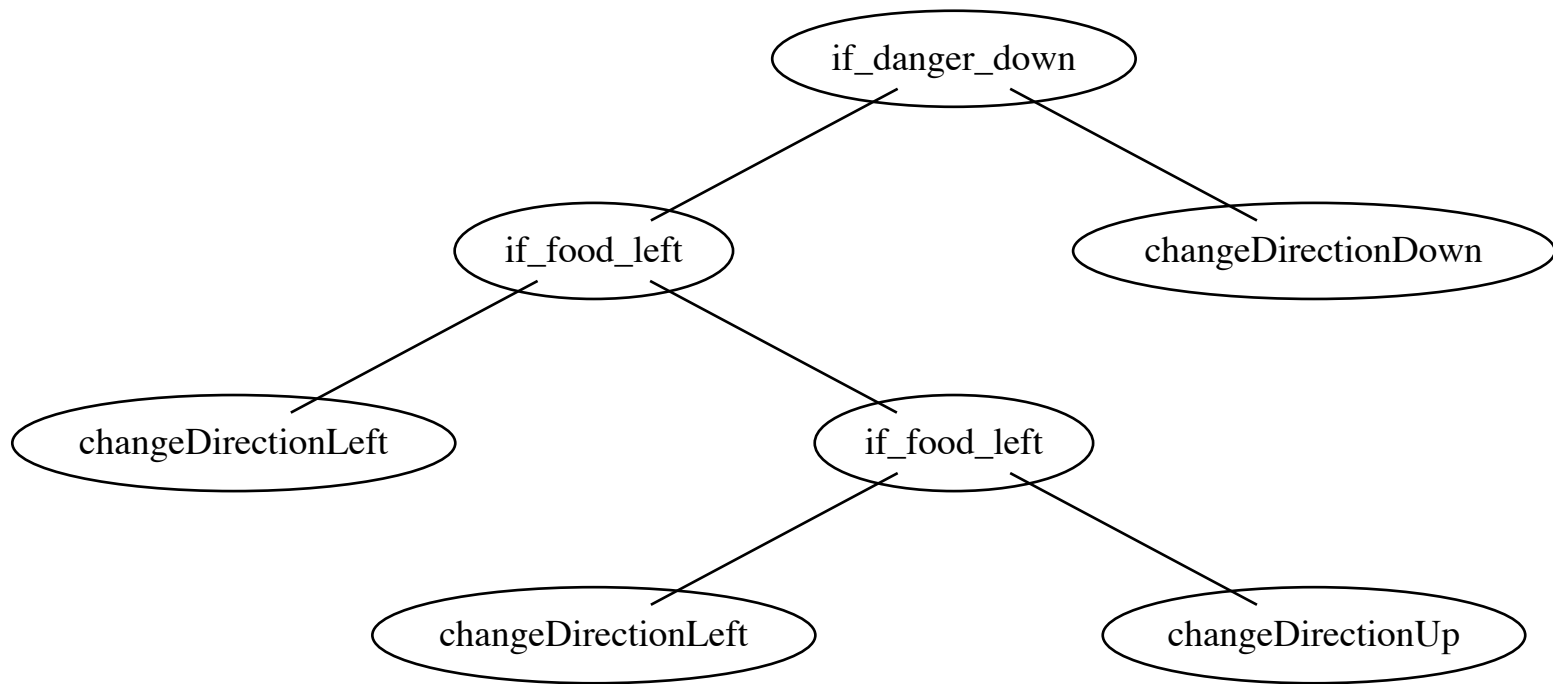 if_danger_down
if_food_left
changeDirectionDown
changeDirectionLeft
if_food_left
changeDirectionLeft
changeDirectionUp